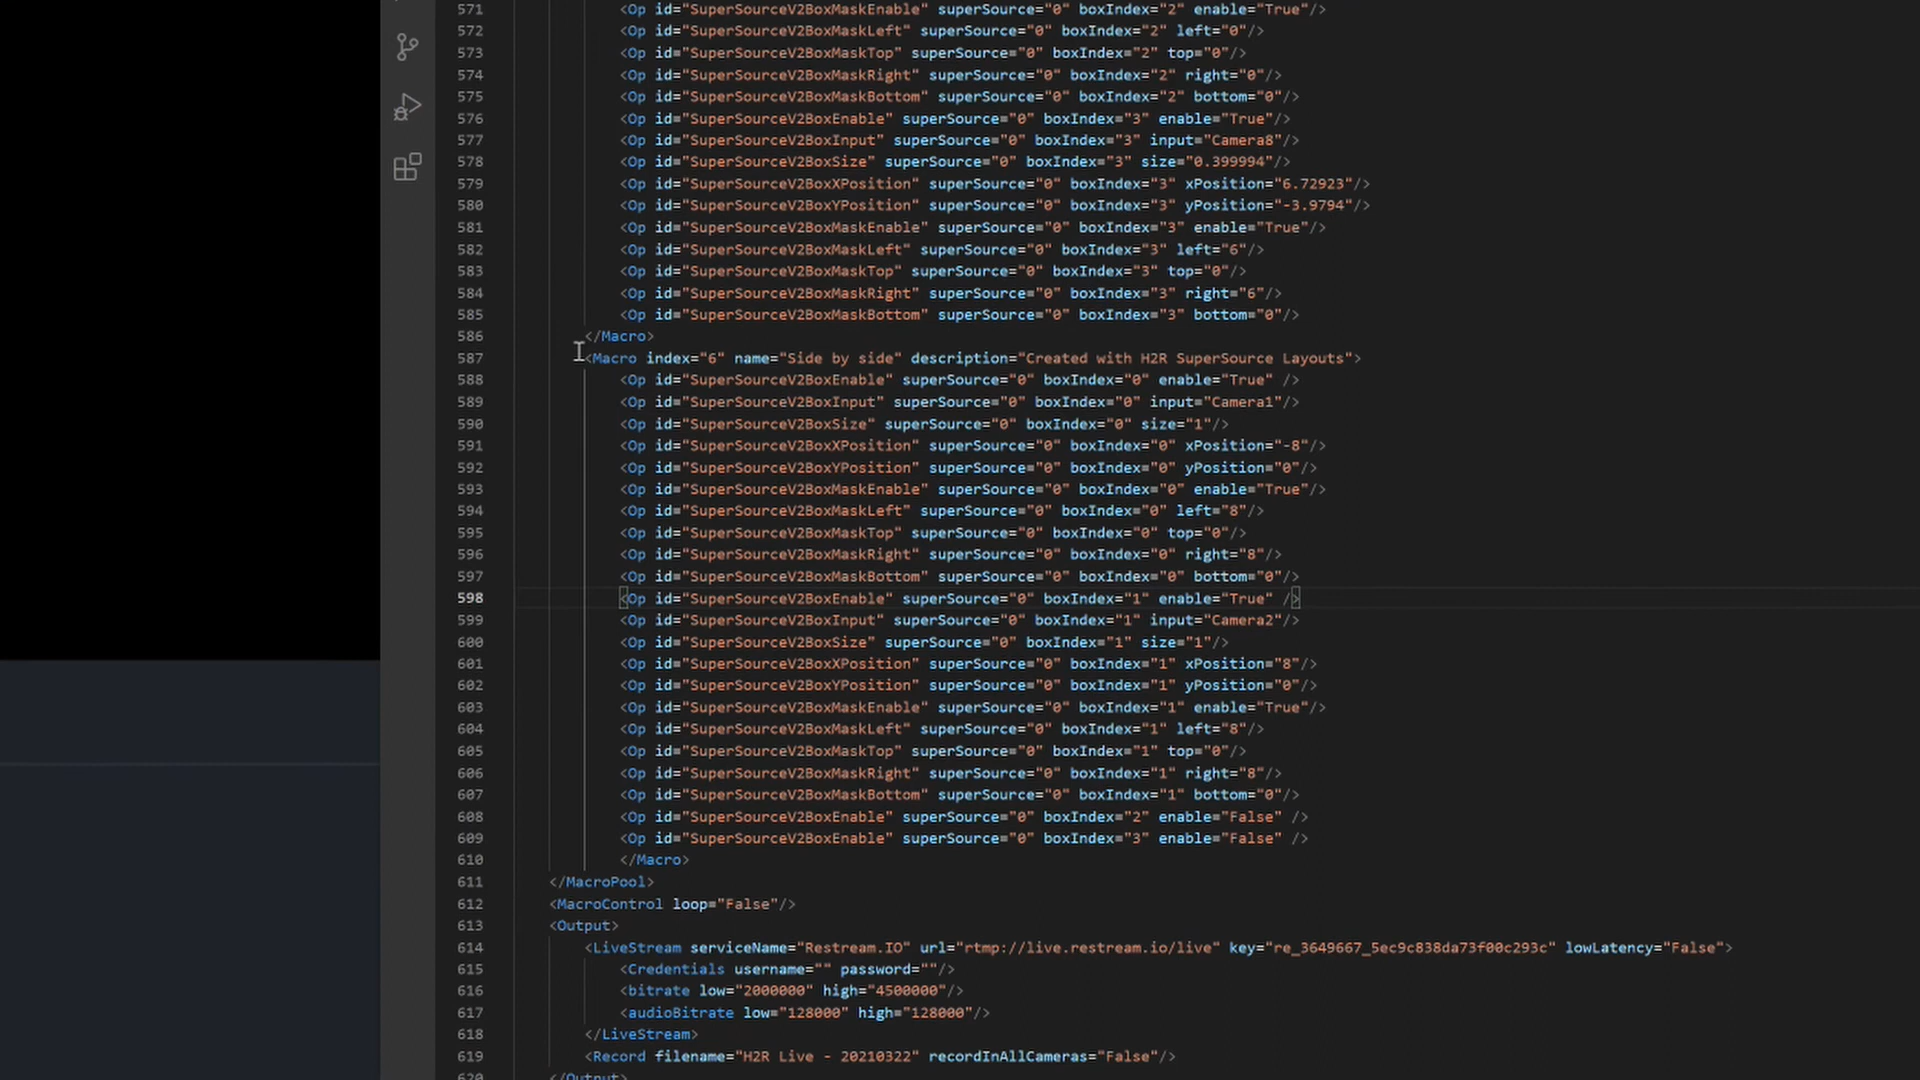 571 <Op id="SuperSourceV2BoxMaskEnable" superSource="0" boxIndex="2" enable="True"/>
572 <Op id="SuperSourceV2BoxMaskLeft" superSource="0" boxIndex="2" left="0"/>
573 <Op id="SuperSourceV2BoxMaskTop" superSource="0" boxIndex="2" top="0"/>
574 <Op id="SuperSourceV2BoxMaskRight" superSource="0" boxIndex="2" right="0"/>
575 <Op id="SuperSourceV2BoxMaskBottom" superSource="0" boxIndex="2" bottom="0"/>
576 <Op id="SuperSourceV2BoxEnable" superSource="0" boxIndex="3" enable="True"/>
577 <Op id="SuperSourceV2BoxInput" superSource="0" boxIndex="3" input="Camera8"/>
578 <Op id="SuperSourceV2BoxSize" superSource="0" boxIndex="3" size="0.399994"/>
579 <Op id="SuperSourceV2BoxXPosition" superSource="0" boxIndex="3" xPosition="6.72923"/>
580 <Op id="SuperSourceV2BoxYPosition" superSource="0" boxIndex="3" yPosition="-3.9794"/>
581 <Op id="SuperSourceV2BoxMaskEnable" superSource="0" boxIndex="3" enable="True"/>
582 <Op id="SuperSourceV2BoxMaskLeft" superSource="0" boxIndex="3" left="6"/>
583 <Op id="SuperSourceV2BoxMaskTop" superSource="0" boxIndex="3" top="0"/>
584 <Op id="SuperSourceV2BoxMaskRight" superSource="0" boxIndex="3" right="6"/>
585 <Op id="SuperSourceV2BoxMaskBottom" superSource="0" boxIndex="3" bottom="0"/>
586 </Macro>
587 <Macro index="6" name="Side by side" description="Created with H2R SuperSource Layouts">
588 <Op id="SuperSourceV2BoxEnable" superSource="0" boxIndex="0" enable="True" />
589 <Op id="SuperSourceV2BoxInput" superSource="0" boxIndex="0" input="Camera1"/>
590 <Op id="SuperSourceV2BoxSize" superSource="0" boxIndex="0" size="1"/>
591 <Op id="SuperSourceV2BoxXPosition" superSource="0" boxIndex="0" xPosition="-8"/>
592 <Op id="SuperSourceV2BoxYPosition" superSource="0" boxIndex="0" yPosition="0"/>
593 <Op id="SuperSourceV2BoxMaskEnable" superSource="0" boxIndex="0" enable="True"/>
594 <Op id="SuperSourceV2BoxMaskLeft" superSource="0" boxIndex="0" left="8"/>
595 <Op id="SuperSourceV2BoxMaskTop" superSource="0" boxIndex="0" top="0"/>
596 <Op id="SuperSourceV2BoxMaskRight" superSource="0" boxIndex="0" right="8"/>
597 <Op id="SuperSourceV2BoxMaskBottom" superSource="0" boxIndex="0" bottom="0"/>
598 <Op id="SuperSourceV2BoxEnable" superSource="0" boxIndex="1" enable="True" />
599 <Op id="SuperSourceV2BoxInput" superSource="0" boxIndex="1" input="Camera2"/>
600 <Op id="SuperSourceV2BoxSize" superSource="0" boxIndex="1" size="1"/>
601 <Op id="SuperSourceV2BoxXPosition" superSource="0" boxIndex="1" xPosition="8"/>
602 <Op id="SuperSourceV2BoxYPosition" superSource="0" boxIndex="1" yPosition="0"/>
603 <Op id="SuperSourceV2BoxMaskEnable" superSource="0" boxIndex="1" enable="True"/>
604 <Op id="SuperSourceV2BoxMaskLeft" superSource="0" boxIndex="1" left="8"/>
605 <Op id="SuperSourceV2BoxMaskTop" superSource="0" boxIndex="1" top="0"/>
606 <Op id="SuperSourceV2BoxMaskRight" superSource="0" boxIndex="1" right="8"/>
607 <Op id="SuperSourceV2BoxMaskBottom" superSource="0" boxIndex="1" bottom="0"/>
608 <Op id="SuperSourceV2BoxEnable" superSource="0" boxIndex="2" enable="False" />
609 <Op id="SuperSourceV2BoxEnable" superSource="0" boxIndex="3" enable="False" />
610 </Macro>
611 </MacroPool>
612 <MacroControl loop="False"/>
613 <Output>
614 <LiveStream serviceName="Restream.IO" url="rtmp://live.restream.io/live" key="re_3649667_5ec9c838da73f00c293c" lowLatency="False">
615 <Credentials username="" password=""/>
616 <bitrate low="2000000" high="4500000"/>
617 <audioBitrate low="128000" high="128000"/>
618 </LiveStream>
619 <Record filename="H2R Live - 20210322" recordInAllCameras="False"/>
620 </Output>